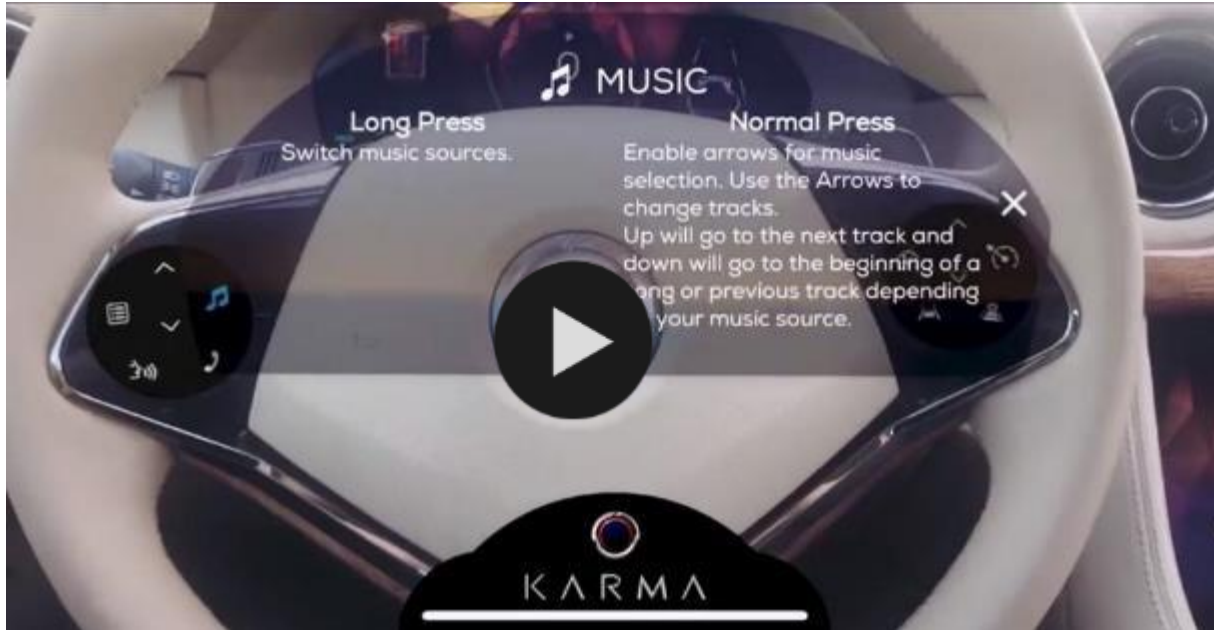 MUSIC
Long Press
Switch music sources.
Normal Press
Enable arrows for music
selection. Use the Arrows to
change tracks.
Up will go to the next track and
down will go to the beginning of a
or previous track depending
your music source.
KARMA